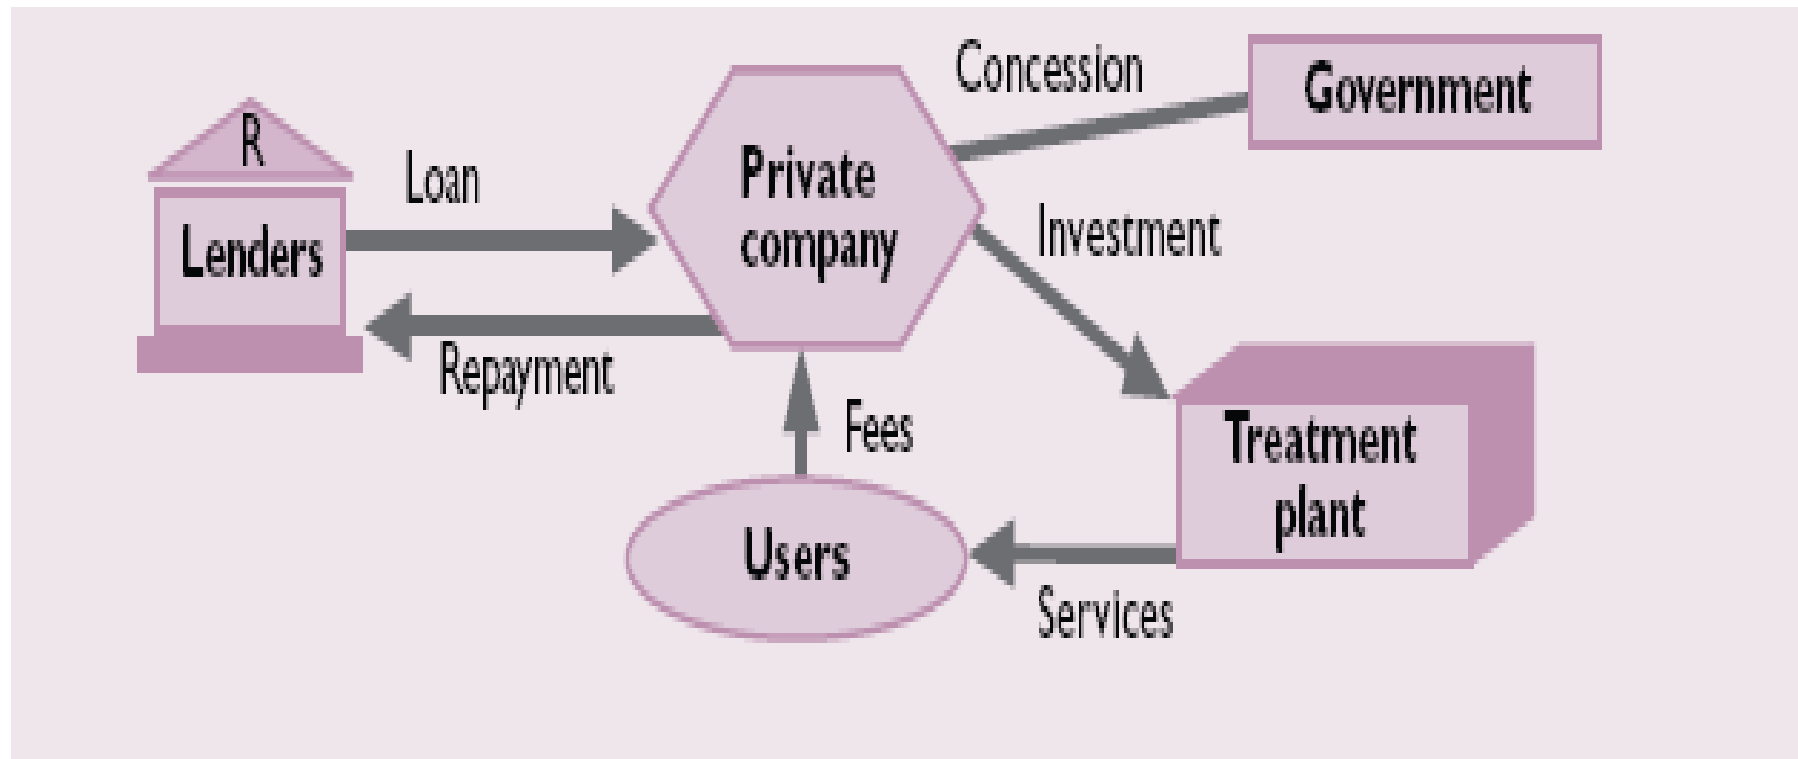 Concession
Government
R
Loan
Private
company
Investment
Lenders
Repayment
Fees
Treatment
plant
Users
Services